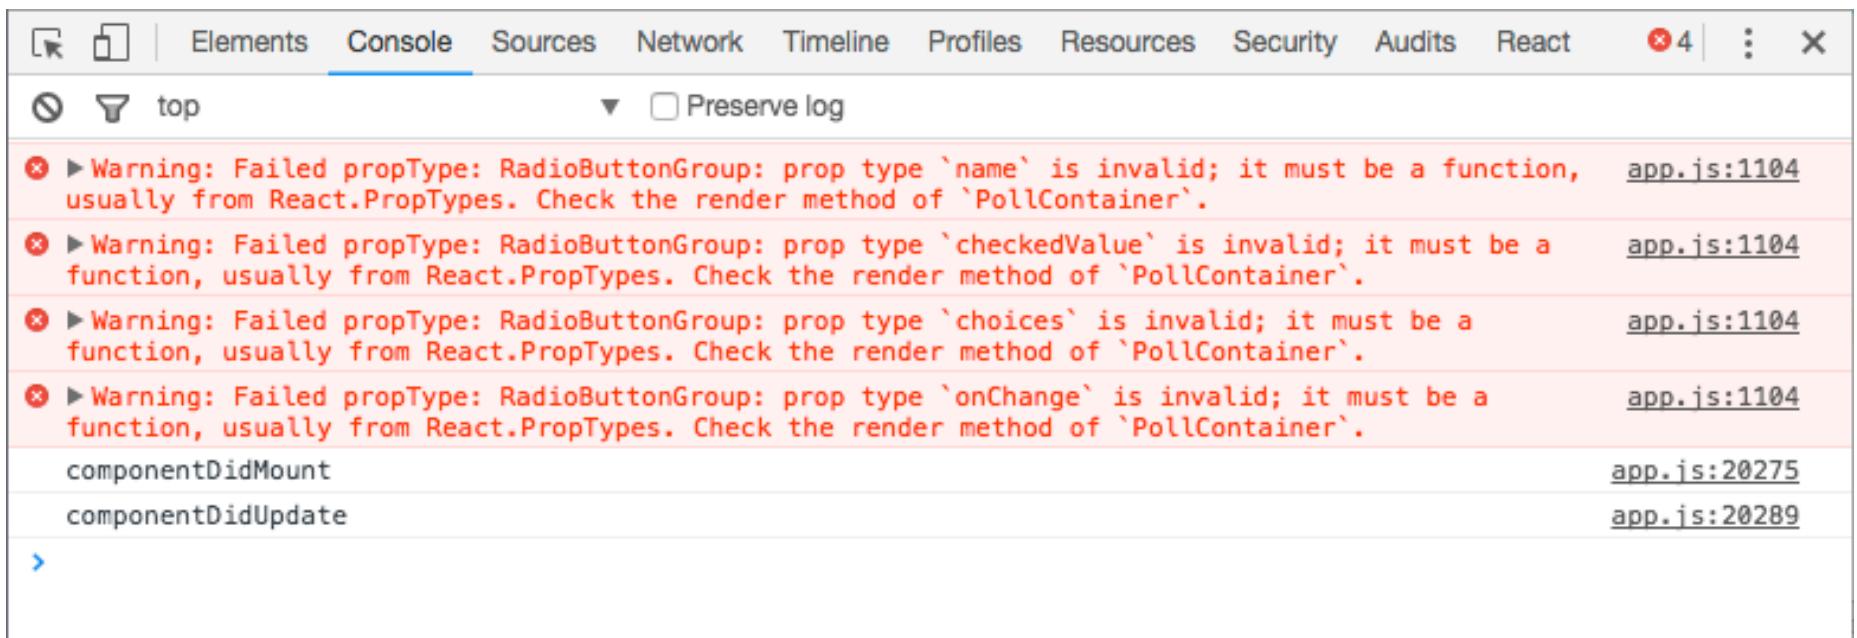 Elements Console Sources Network Timeline Profiles Resources Security Audits React 4
top Preserve log
Warning: Failed propType: RadioButtonGroup: prop type `name` is invalid; it must be a function, app.js:1104
usually from React.PropTypes. Check the render method of `PollContainer`.
Warning: Failed propType: RadioButtonGroup: prop type `checkedValue` is invalid; it must be a app.js:1104
function, usually from React.PropTypes. Check the render method of `PollContainer`.
Warning: Failed propType: RadioButtonGroup: prop type `choices` is invalid; it must be a app.js:1104
function, usually from React.PropTypes. Check the render method of `PollContainer`.
Warning: Failed propType: RadioButtonGroup: prop type `onChange` is invalid; it must be a app.js:1104
function, usually from React.PropTypes. Check the render method of `PollContainer`.
componentDidMount app.js:20275
componentDidUpdate app.js:20289